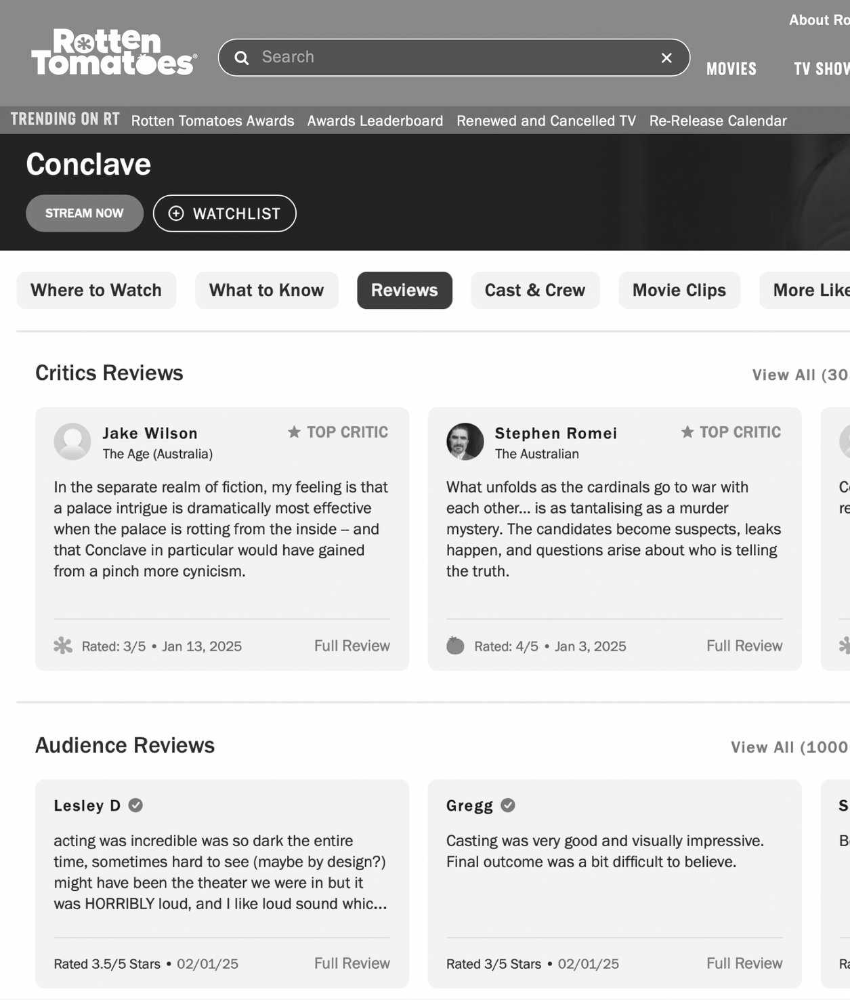 About Ro
Rotten
Tomatoes®
Search
MOVIES
TV SHOW
TRENDING ON RT
Rotten Tomatoes Awards
Awards Leaderboard
Renewed and Cancelled TV
Re-Release Calendar
Conclave
STREAM NOW
WATCHLIST
Where to Watch
What to Know
Reviews
Cast & Crew
Movie Clips
More Like
Critics Reviews
View All (30
Jake Wilson
TOP CRITIC
The Age (Australia)
In the separate realm of fiction, my feeling is that
a palace intrigue is dramatically most effective
when the palace is rotting from the inside -- and
that Conclave in particular would have gained
from a pinch more cynicism.
Rated: 3/5 • Jan 13, 2025
Full Review
Stephen Romei
TOP CRITIC
The Australian
What unfolds as the cardinals go to war with
each other... is as tantalising as a murder
mystery. The candidates become suspects, leaks
happen, and questions arise about who is telling
the truth.
Rated: 4/5 • Jan 3, 2025
Full Review
Audience Reviews
View All (1000
Lesley D
acting was incredible was so dark the entire
time, sometimes hard to see (maybe by design?)
might have been the theater we were in but it
was HORRIBLY loud, and I like loud sound whic...
Rated 3.5/5 Stars • 02/01/25
Full Review
Gregg
Casting was very good and visually impressive.
Final outcome was a bit difficult to believe.
Rated 3/5 Stars • 02/01/25
Full Review